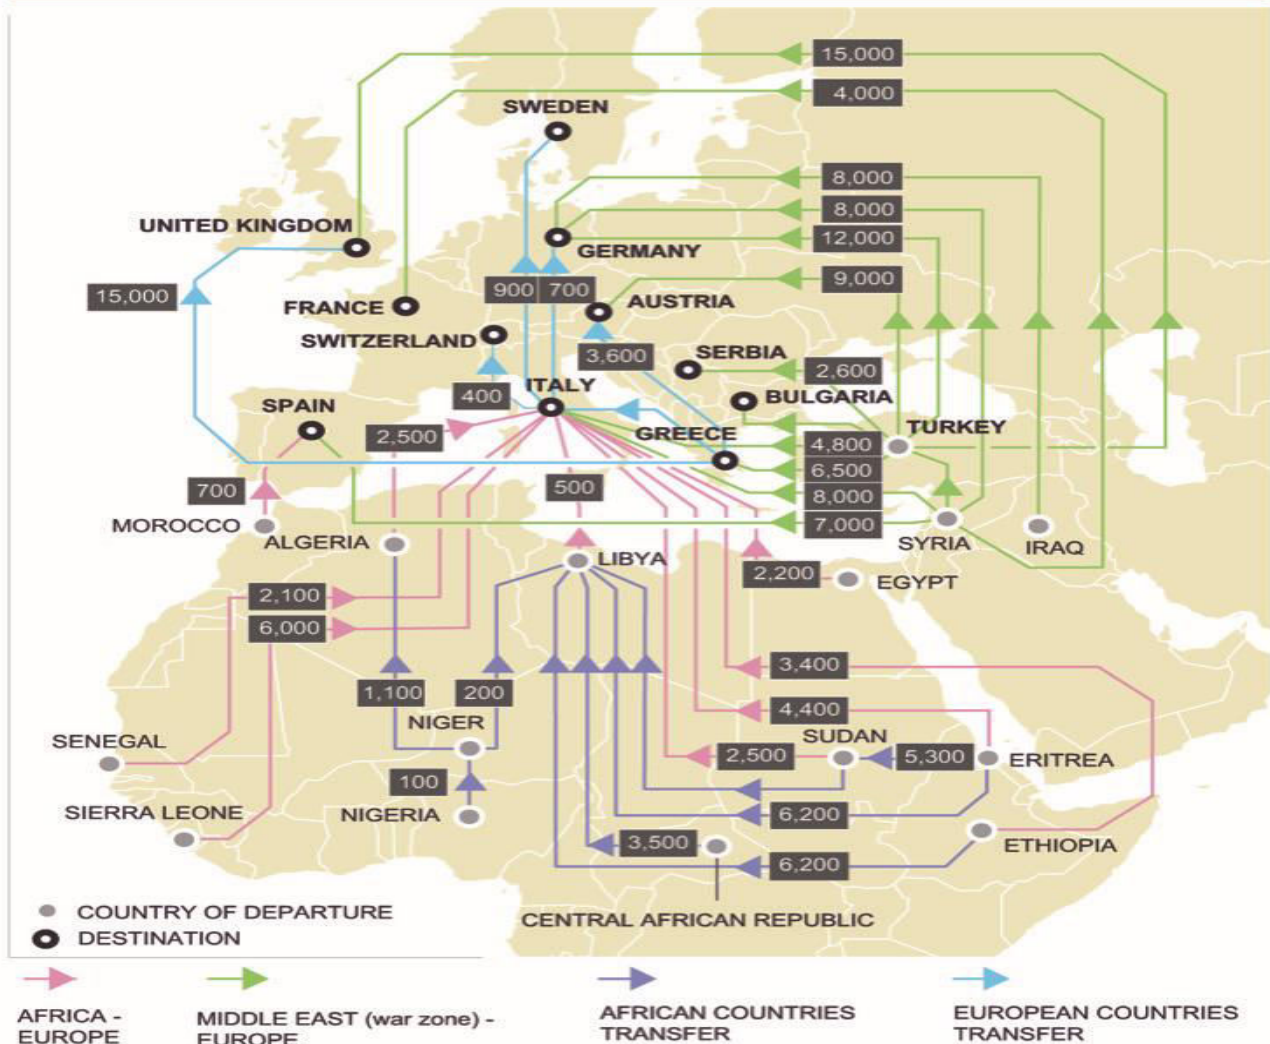 15,000
4,000
SWEDEN
8,000
8,000
UNITED KINGDOM
12,000
GERMANY
9,000
15,000
900
700
AUSTRIA
FRANCE
SWITZERLAND
3,600
SERBIA
2,600
ITALY
400
BULGARIA
SPAIN
2,500
GREECE
TURKEY
4,800
6,500
700
500
8,000
MOROCCO
7,000
ALGERIA
SYRIA
IRAQ
LIBYA
2,200
EGYPT
2,100
6,000
3,400
1,100
200
4,400
NIGER
SUDAN
SENEGAL
2,500
5,300
ERITREA
100
SIERRA LEONE
NIGERIA
6,200
3,500
ETHIOPIA
6,200
COUNTRY OF DEPARTURE
CENTRAL AFRICAN REPUBLIC
DESTINATION
AFRICA -
EUROPE
MIDDLE EAST (war zone) -
EUROPE
AFRICAN COUNTRIES
TRANSFER
EUROPEAN COUNTRIES
TRANSFER